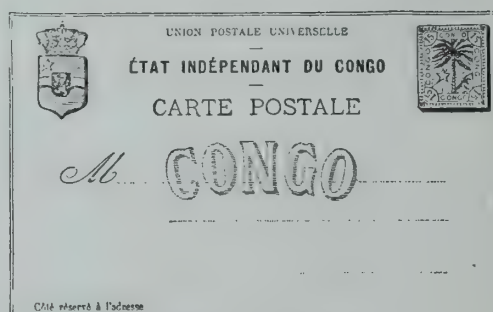 UNION POSTALE UNIVERSELLE
ÉTAT INDÉPENDANT DU CONGO
CARTE POSTALE
M CONGO
Côté réservé à l'adresse